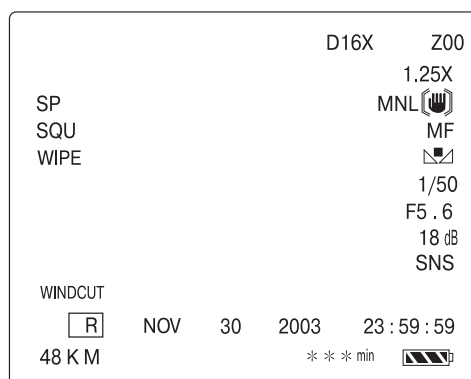 D16X Z00
1.25X
SP MNL
SQU MF
WIPE
1/50
F5.6
18 dB
SNS
WINDCUT
R NOV 30 2003 23:59:59
48 K M ＊＊＊min